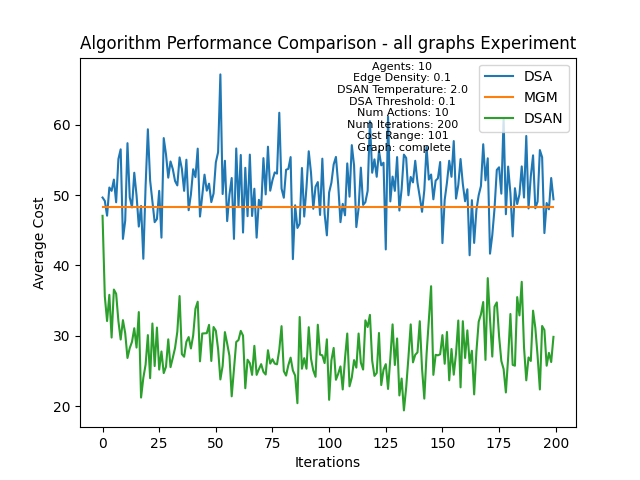 Algorithm Performance Comparison - all graphs Experiment
Agents: 10
Edge Density: 0.1
DSAN Temperature: 2.0
DSA Threshold: 0.1
Num Actions: 10
Num Iterations: 200
Cost Range: 101
Graph: complete
DSA
MGM
DSAN
60
50
40
30
20
Average Cost
0
25
50
75
100
125
150
175
200
Iterations